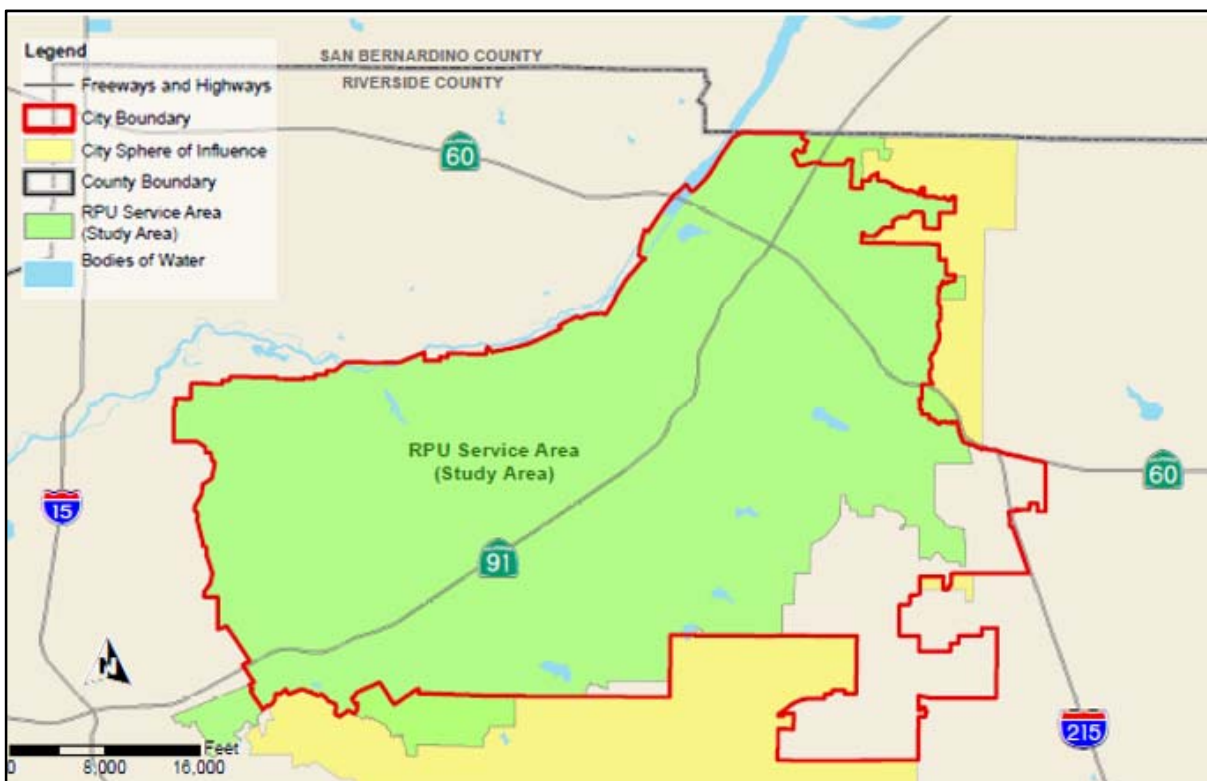 Legend
Freeways and Highways
City Boundary
City Sphere of Influence
County Boundary
RPU Service Area
(Study Area)
Bodies of Water
SAN BERNARDINO COUNTY
RIVERSIDE COUNTY
60
RPU Service Area
(Study Area)
60
15
91
N
215
Feet
0 8,000 16,000